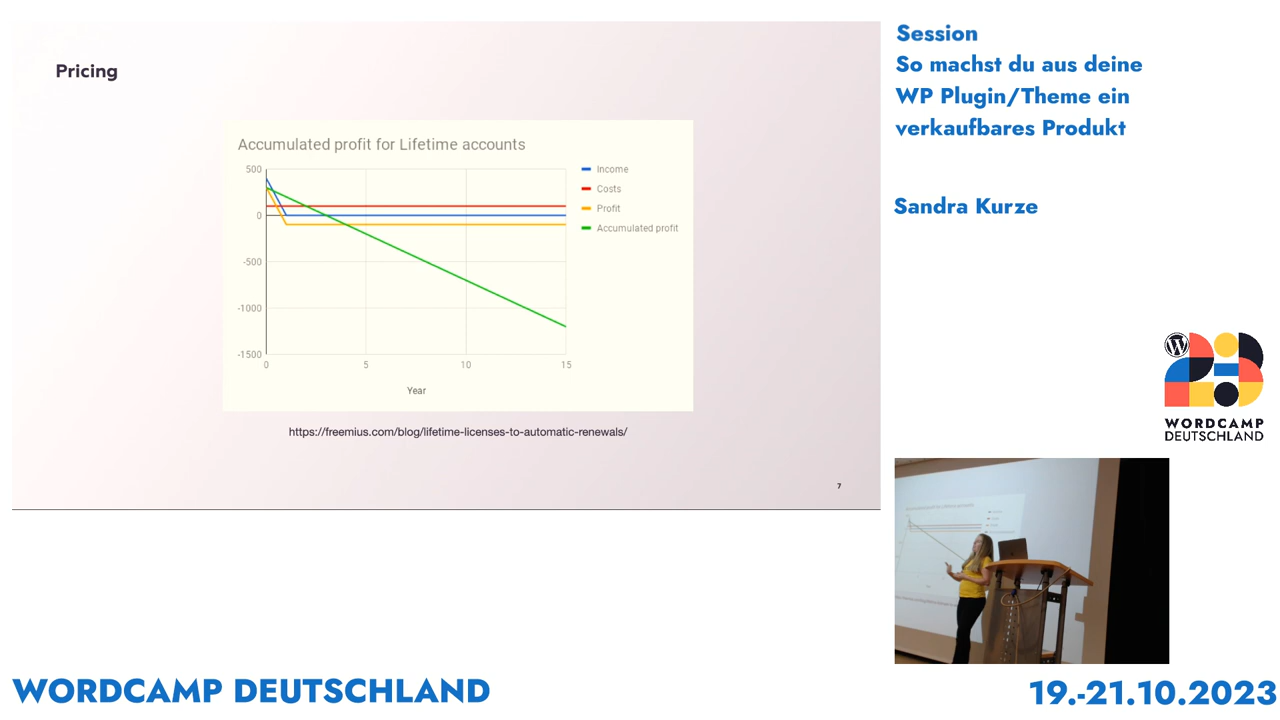 Pricing
Accumulated profit for Lifetime accounts
500
0
-500
-1000
-1500
0
5
10
15
Year
Income
Costs
Profit
Accumulated profit
https://freemius.com/blog/lifetime-licenses-to-automatic-renewals/
7
Session
So machst du aus deine
WP Plugin/Theme ein
verkaufbares Produkt
Sandra Kurze
WORDCAMP
DEUTSCHLAND
WORDCAMP DEUTSCHLAND
19.-21.10.2023